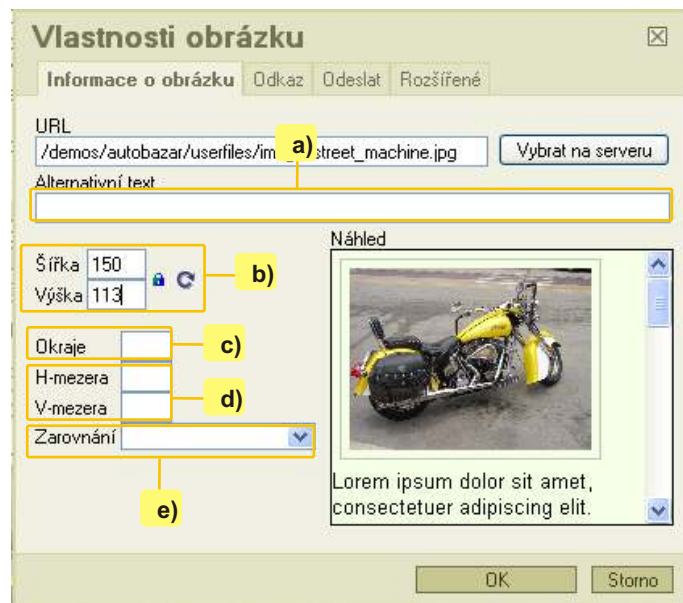 Vlastnosti obrázku
Informace o obrázku Odkaz Odeslat Rozšířené
URL
a)
/demos/autobazar/userfiles/im street_machine.jpg Vybrat na serveru
Alternativní text
Náhled
Šířka 150
b)
Výška 113
Okraje c)
H-mezera
d)
V-mezera
Zarovnání
e)
Lorem ipsum dolor sit amet,
consectetuer adipiscing elit.
OK Storno